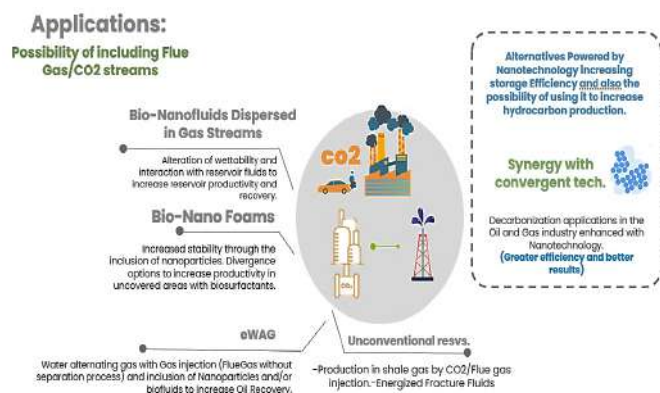 Applications:
Possibility of including Flue
Gas/CO2 streams
Bio-Nanofluids Dispersed
in Gas Streams
Alteration of wettability and
interaction with reservoir fluids to
increase reservoir productivity and
recovery.
Bio-Nano Foams
Increased stability through the
inclusion of nanoparticles. Divergence
options to increase productivity in
uncovered areas with biosurfactants.
eWAG
Water alternating gas with Gas injection (FlueGas without
separation process) and inclusion of Nanoparticles and/or
biofluids to increase Oil Recovery.
co2
CO₂
Unconventional resvs.
-Production in shale gas by CO2/Flue gas
injection.-Energized Fracture Fluids
Alternatives Powered by
Nanotechnology Increasing
storage Efficiency and also the
possibility of using it to increase
hydrocarbon production.
Synergy with
convergent tech.
Decarbonization applications in the
Oil and Gas industry enhanced with
Nanotechnology.
(Greater efficiency and better
results)